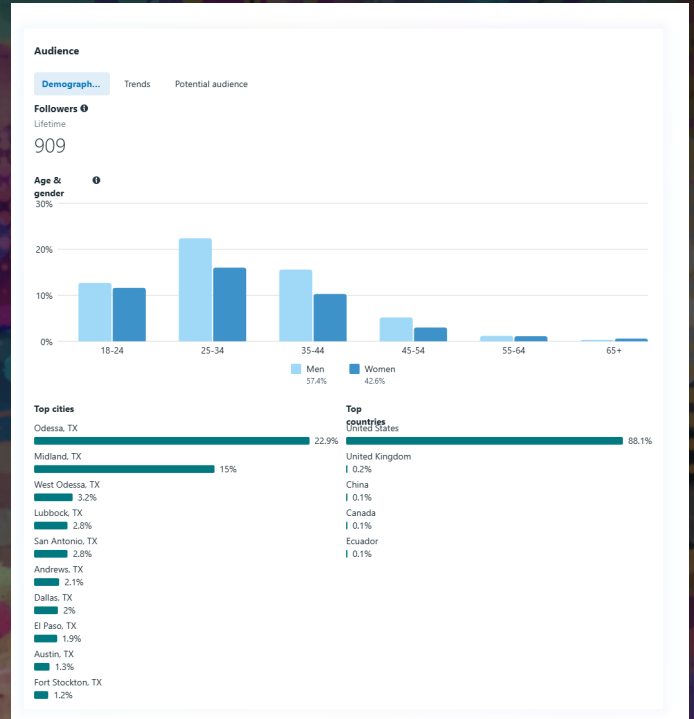 Audience
Demograph...
Trends
Potential audience
Followers
Lifetime
909
Age &
gender
30%
20%
10%
0%
18-24
25-34
35-44
45-54
55-64
65+
Men
57.4%
Women
42.6%
Top cities
Odessa, TX
22.9%
Midland, TX
15%
West Odessa, TX
3.2%
Lubbock, TX
2.8%
San Antonio, TX
2.8%
Andrews, TX
2.1%
Dallas, TX
2%
El Paso, TX
1.9%
Austin, TX
1.3%
Fort Stockton, TX
1.2%
Top
countries
United States
88.1%
United Kingdom
0.2%
China
0.1%
Canada
0.1%
Ecuador
0.1%